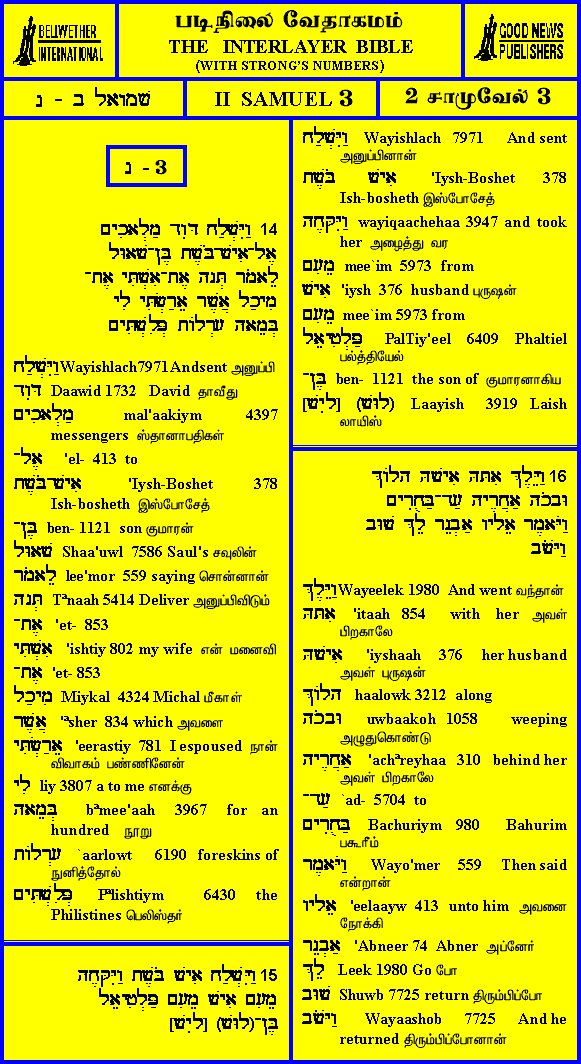 BELLWETHER
INTERNATIONAL
படிநிலை வேதாகமம்
THE INTERLAYER BIBLE
(WITH STRONG'S NUMBERS)
GOOD NEWS
PUBLISHERS
שמואל ב - נ
II SAMUEL 3
2 சாமுவேல் 3
נ - 3
14 וַיִּשְׁלַח דָּוִד מַלְאָכִים
אֶל־אִישׁ־בֹּשֶׁת בֶּן־שָׁאוּל
לֵאמֹר תְּנָה אֶת־אִשְׁתִּי אֶת־
מִיכַל אֲשֶׁר אֵרַשְׂתִּי לִי
בְּמֵאָה עָרְלוֹת פְּלִשְׁתִּים
וַיִּשְׁלַח Wayishlach7971Andsent அனுப்பி
דָּוִד Daawid 1732 David தாவீது
מַלְאָכִים mal'aakiym 4397
messengers ஸ்தானாபதிகள்
אֶל־ 'el- 413 to
אִישׁ־בֹּשֶׁת 'Iysh-Boshet 378
Ish-bosheth இஸ்போசேத்
בֶּן־ ben- 1121 son குமாரன்
שָׁאוּל Shaa'uwl 7586 Saul's சவுலின்
לֵאמֹר lee'mor 559 saying சொன்னான்
תְּנָה Tªnaah 5414 Deliver அனுப்பிவிடும்
אֶת־ 'et- 853
אִשְׁתִּי 'ishtiy 802 my wife என் மனைவி
אֶת־ 'et- 853
מִיכַל Miykal 4324 Michal மீகாள்
אֲשֶׁר 'ªsher 834 which அவளை
אֵרַשְׂתִּי 'eerastiy 781 I espoused நான்
விவாகம் பண்ணினேன்
לִי liy 3807 a to me எனக்கு
בְּמֵאָה bªmee'aah 3967 for an
hundred நூறு
עָרְלוֹת `aarlowt 6190 foreskins of
நுனித்தோல்
פְּלִשְׁתִּים Pªlishtiym 6430 the
Philistines பெலிஸ்தர்
15 וַיִּשְׁלַח אִישׁ בֹּשֶׁת וַיִּקָּחֶהָ
מֵעִם אִישׁ מֵעִם פַּלְטִיאֵל
בֶּן־(לוּשׁ) [לָיִשׁ]
וַיִּשְׁלַח Wayishlach 7971 And sent
அனுப்பினான்
אִישׁ בֹּשֶׁת 'Iysh-Boshet 378
Ish-bosheth இஸ்போசேத்
וַיִּקָּחֶהָ wayiqaachehaa 3947 and took
her அழைத்து வர
מֵעִם mee`im 5973 from
אִישׁ 'iysh 376 husband புருஷன்
מֵעִם mee`im 5973 from
פַּלְטִיאֵל PalTiy'eel 6409 Phaltiel
பல்த்தியேல்
בֶּן־ ben- 1121 the son of குமாரனாகிய
(לוּשׁ) [לָיִשׁ] Laayish 3919 Laish
லாயிஸ்
16 וַיֵּלֶךְ אִתָּהּ אִישָׁהּ הָלוֹךְ
וּבָכֹה אַחֲרֶיהָ עַד־בַּחֻרִים
וַיֹּאמֶר אֵלָיו אַבְנֵר לֵךְ שׁוּב
וַיָּשֹׁב
וַיֵּלֶךְ Wayeelek 1980 And went வந்தான்
אִתָּהּ 'itaah 854 with her அவள்
பிறகாலே
אִישָׁהּ 'iyshaah 376 her husband
அவள் புருஷன்
הָלוֹךְ haalowk 3212 along
וּבָכֹה uwbaakoh 1058 weeping
அழுதுகொண்டு
אַחֲרֶיהָ 'achªreyhaa 310 behind her
அவள் பிறகாலே
עַד־ `ad- 5704 to
בַּחֻרִים Bachuriym 980 Bahurim
பகூரீம்
וַיֹּאמֶר Wayo'mer 559 Then said
என்றான்
אֵלָיו 'eelaayw 413 unto him அவனை
நோக்கி
אַבְנֵר 'Abneer 74 Abner அப்னேர்
לֵךְ Leek 1980 Go போ
שׁוּב Shuwb 7725 return திரும்பிப்போ
וַיָּשֹׁב Wayaashob 7725 And he
returned திரும்பிப்போனான்